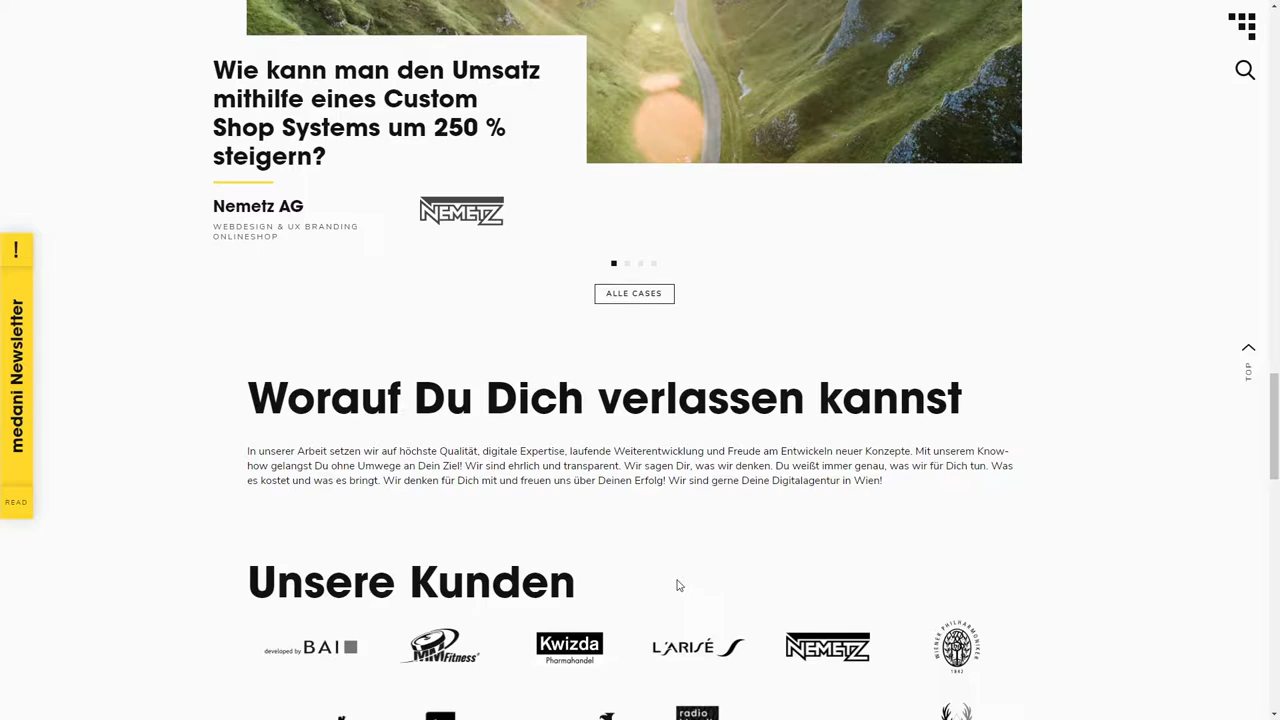 Wie kann man den Umsatz
mithilfe eines Custom
Shop Systems um 250 %
steigern?
Nemetz AG
WEBDESIGN & UX BRANDING
ONLINESHOP
NEMETZ
ALLE CASES
!
medani Newsletter
READ
TOP
Worauf Du Dich verlassen kannst
In unserer Arbeit setzen wir auf höchste Qualität, digitale Expertise, laufende Weiterentwicklung und Freude am Entwickeln neuer Konzepte. Mit unserem Know-
how gelangst Du ohne Umwege an Dein Ziel! Wir sind ehrlich und transparent. Wir sagen Dir, was wir denken. Du weißt immer genau, was wir für Dich tun. Was
es kostet und was es bringt. Wir denken für Dich mit und freuen uns über Deinen Erfolg! Wir sind gerne Deine Digitalagentur in Wien!
Unsere Kunden
developed by BAI
MMFitness
Kwizda
Pharmahandel
L'ARISÉ
NEMETZ
WIENER PHILHARMONIKER
1842
radio